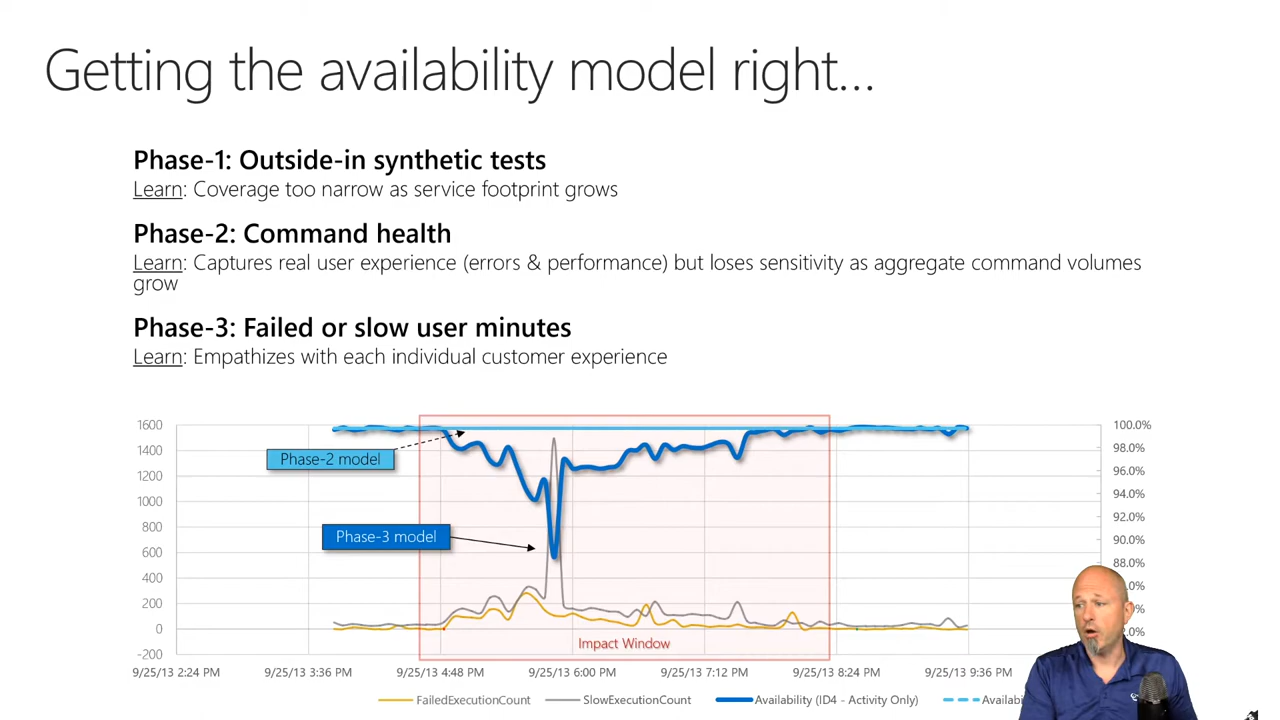 Getting the availability model right...
Phase-1: Outside-in synthetic tests
Learn: Coverage too narrow as service footprint grows
Phase-2: Command health
Learn: Captures real user experience (errors & performance) but loses sensitivity as aggregate command volumes
grow
Phase-3: Failed or slow user minutes
Learn: Empathizes with each individual customer experience
1600
1400
1200
1000
800
600
400
200
0
-200
Phase-2 model
Phase-3 model
Impact Window
100.0%
98.0%
96.0%
94.0%
92.0%
90.0%
88.0%
9/25/13 2:24 PM
9/25/13 3:36 PM
9/25/13 4:48 PM
9/25/13 6:00 PM
9/25/13 7:12 PM
9/25/13 8:24 PM
9/25/13 9:36 PM
FailedExecutionCount
SlowExecutionCount
Availability (ID4 - Activity Only)